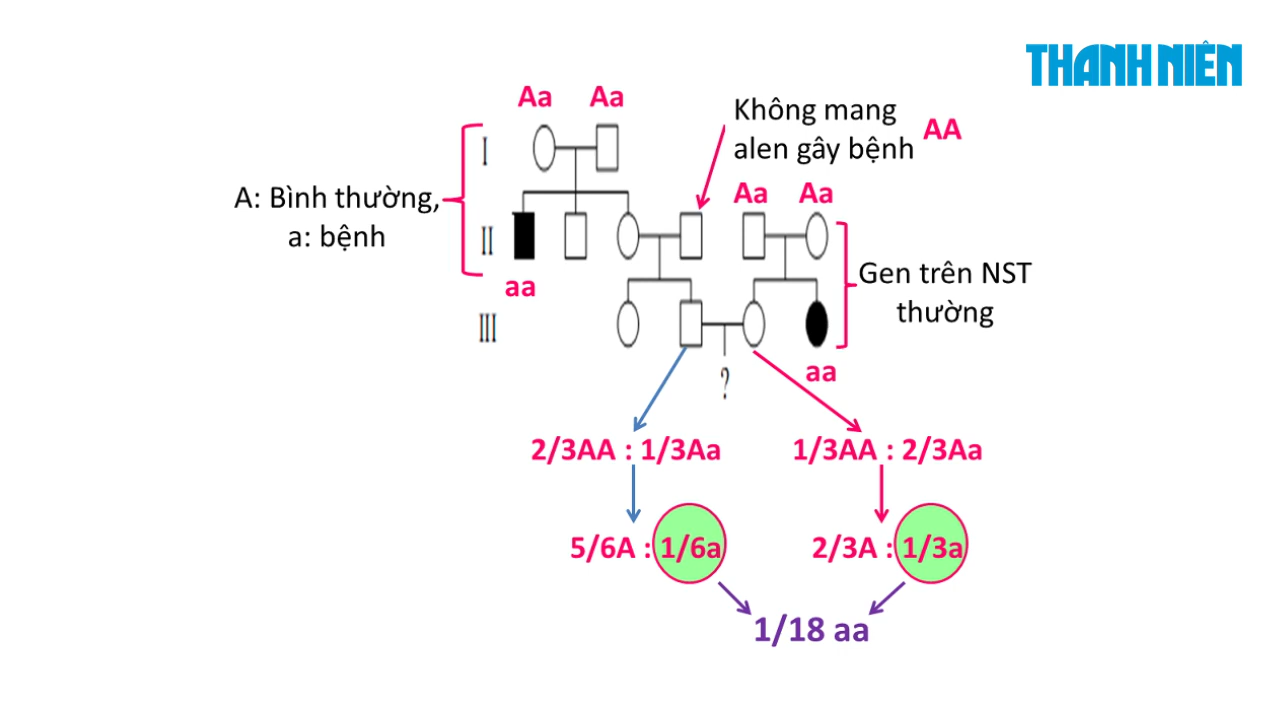 THANH NIÊN
Aa Aa
Không mang
alen gây bệnh
AA
I
Aa Aa
A: Bình thường,
a: bệnh
II
Gen trên NST
thường
aa
III
?
aa
2/3AA : 1/3Aa
1/3AA : 2/3Aa
5/6A : 1/6a
2/3A : 1/3a
1/18 aa